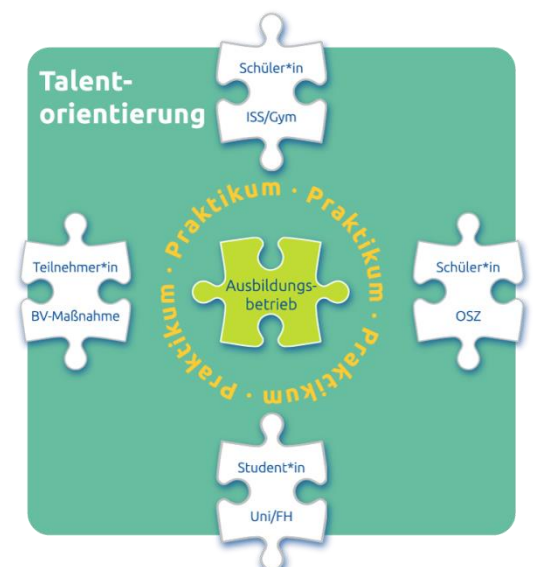 Talent-
orientierung
Schüler*in
ISS/Gym
Praktikum · Praktikum · Praktikum · Praktikum ·
Teilnehmer*in
BV-Maßnahme
Ausbildungs-
betrieb
Schüler*in
OSZ
Student*in
Uni/FH